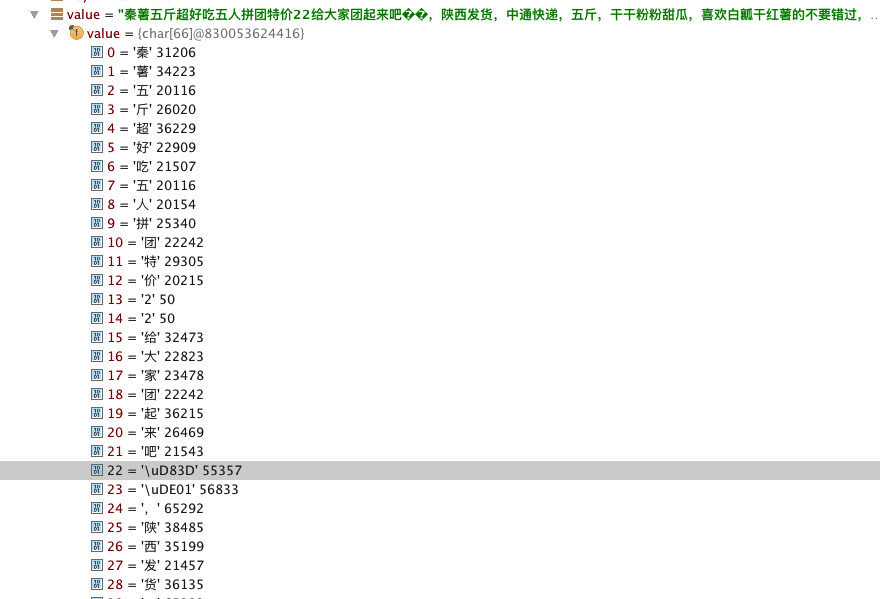 value = "秦薯五斤超好吃五人拼团特价22给大家团起来吧��，陕西发货，中通快递，五斤，干干粉粉甜瓜，喜欢白瓤干红薯的不要错过，...
value = {char[66]@830053624416}
0 = '秦' 31206
1 = '薯' 34223
2 = '五' 20116
3 = '斤' 26020
4 = '超' 36229
5 = '好' 22909
6 = '吃' 21507
7 = '五' 20116
8 = '人' 20154
9 = '拼' 25340
10 = '团' 22242
11 = '特' 29305
12 = '价' 20215
13 = '2' 50
14 = '2' 50
15 = '给' 32473
16 = '大' 22823
17 = '家' 23478
18 = '团' 22242
19 = '起' 36215
20 = '来' 26469
21 = '吧' 21543
22 = '\uD83D' 55357
23 = '\uDE01' 56833
24 = '，' 65292
25 = '陕' 38485
26 = '西' 35199
27 = '发' 21457
28 = '货' 36135